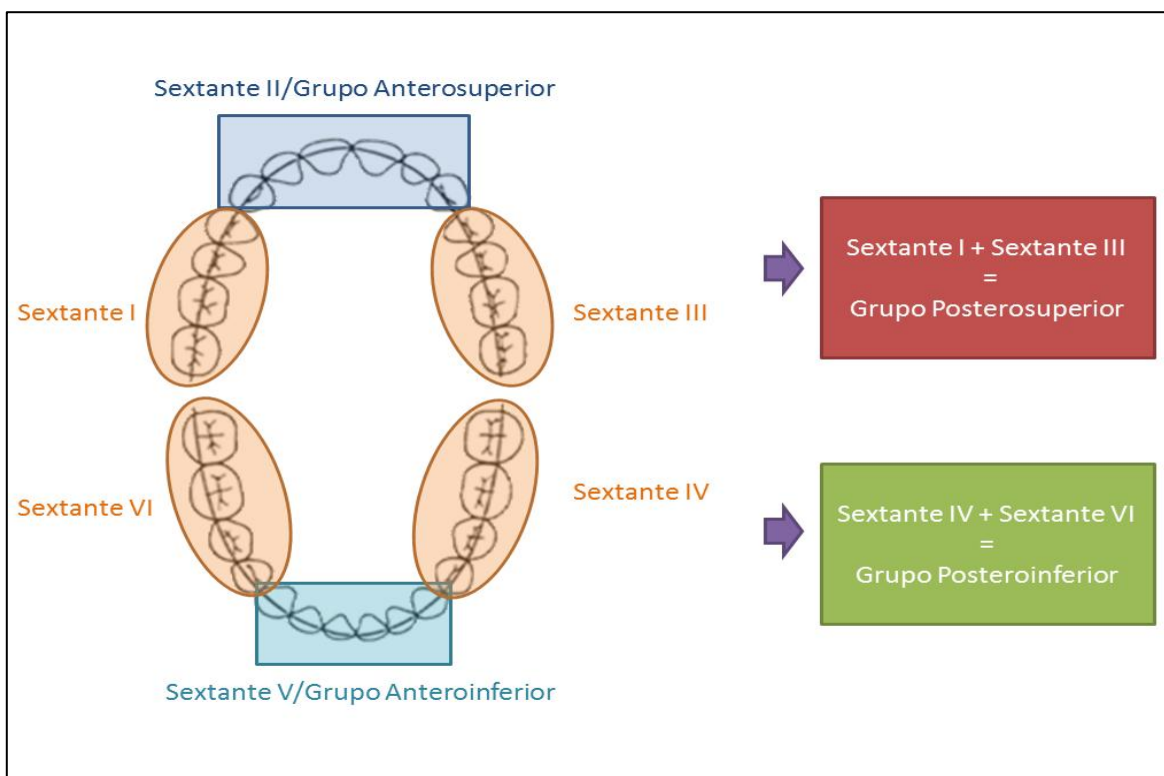 Sextante II/Grupo Anterosuperior
Sextante I
Sextante III
Sextante I + Sextante III
=
Grupo Posterosuperior
Sextante VI
Sextante IV
Sextante IV + Sextante VI
=
Grupo Posteroinferior
Sextante V/Grupo Anteroinferior